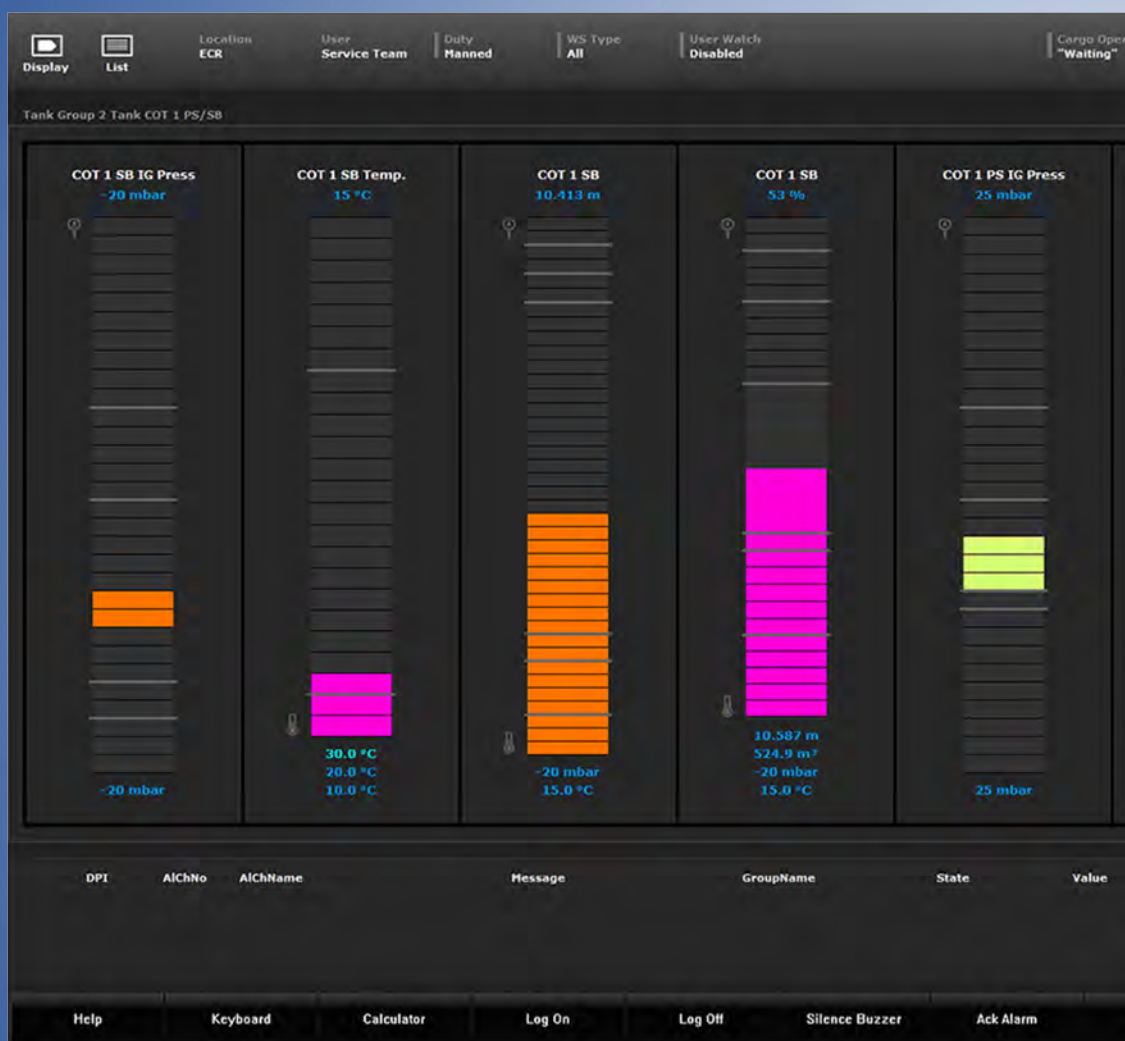 Display
List
Location
ECR
User
Service Team
Duty
Manned
WS Type
All
User Watch
Disabled
Cargo Oper
"Waiting"
Tank Group 2 Tank COT 1 PS/SB
COT 1 SB IG Press
-20 mbar
-20 mbar
COT 1 SB Temp.
15 °C
30.0 °C
20.0 °C
10.0 °C
COT 1 SB
10.413 m
-20 mbar
15.0 °C
COT 1 SB
53 %
10.587 m
524.9 m³
-20 mbar
15.0 °C
COT 1 PS IG Press
25 mbar
25 mbar
DPI AlChNo AlChName Message GroupName State Value
Help Keyboard Calculator Log On Log Off Silence Buzzer Ack Alarm